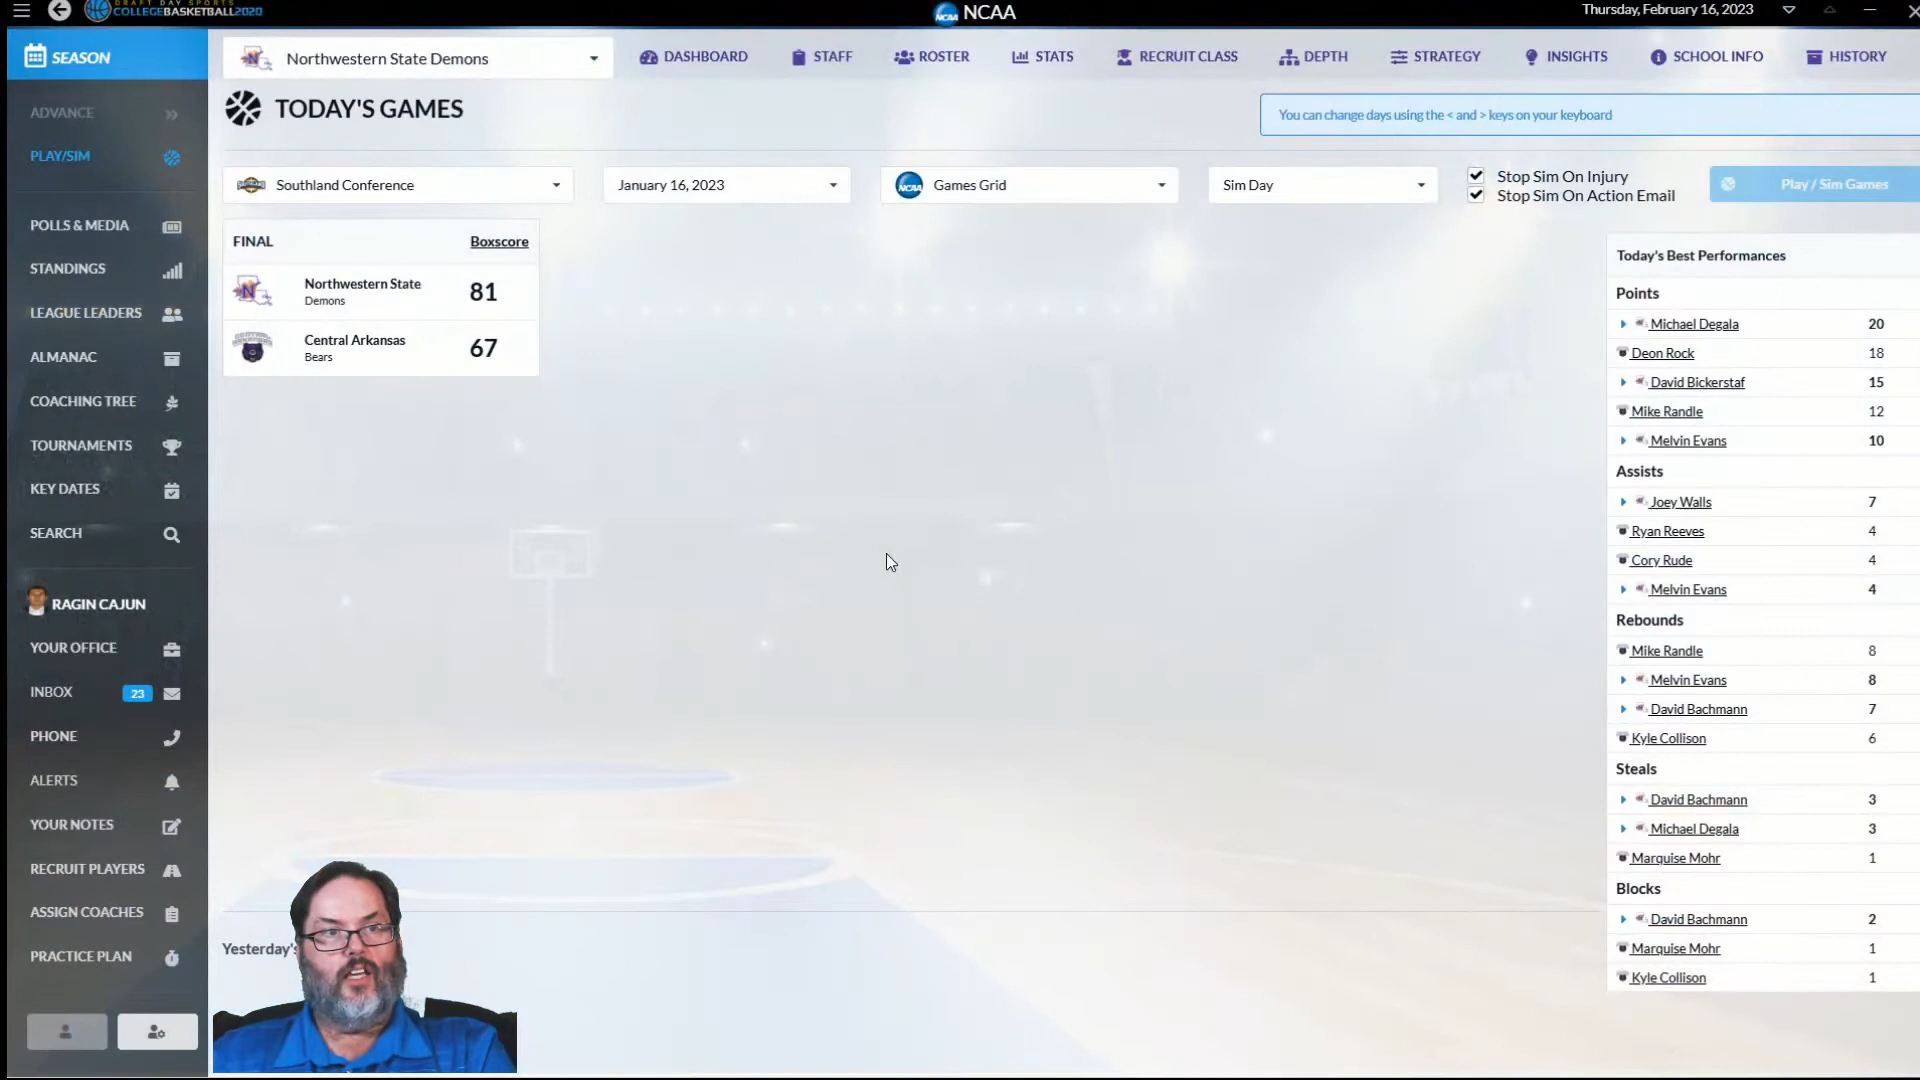 DRAFT DAY SPORTS
COLLEGEBASKETBALL2020
NCAA NCAA
Thursday, February 16, 2023
SEASON
Northwestern State Demons
DASHBOARD
STAFF
ROSTER
STATS
RECRUIT CLASS
DEPTH
STRATEGY
INSIGHTS
SCHOOL INFO
HISTORY
TODAY'S GAMES
You can change days using the < and > keys on your keyboard
ADVANCE
PLAY/SIM
Southland Conference
January 16, 2023
NCAA Games Grid
Sim Day
Stop Sim On Injury
Stop Sim On Action Email
Play / Sim Games
POLLS & MEDIA
STANDINGS
LEAGUE LEADERS
ALMANAC
COACHING TREE
TOURNAMENTS
KEY DATES
SEARCH
RAGIN CAJUN
YOUR OFFICE
INBOX 23
PHONE
ALERTS
YOUR NOTES
RECRUIT PLAYERS
ASSIGN COACHES
PRACTICE PLAN
FINAL Boxscore
Northwestern State 81
Demons
Central Arkansas 67
Bears
Yesterday's
Today's Best Performances
Points
Michael Degala 20
Deon Rock 18
David Bickerstaf 15
Mike Randle 12
Melvin Evans 10
Assists
Joey Walls 7
Ryan Reeves 4
Cory Rude 4
Melvin Evans 4
Rebounds
Mike Randle 8
Melvin Evans 8
David Bachmann 7
Kyle Collison 6
Steals
David Bachmann 3
Michael Degala 3
Marquise Mohr 1
Blocks
David Bachmann 2
Marquise Mohr 1
Kyle Collison 1